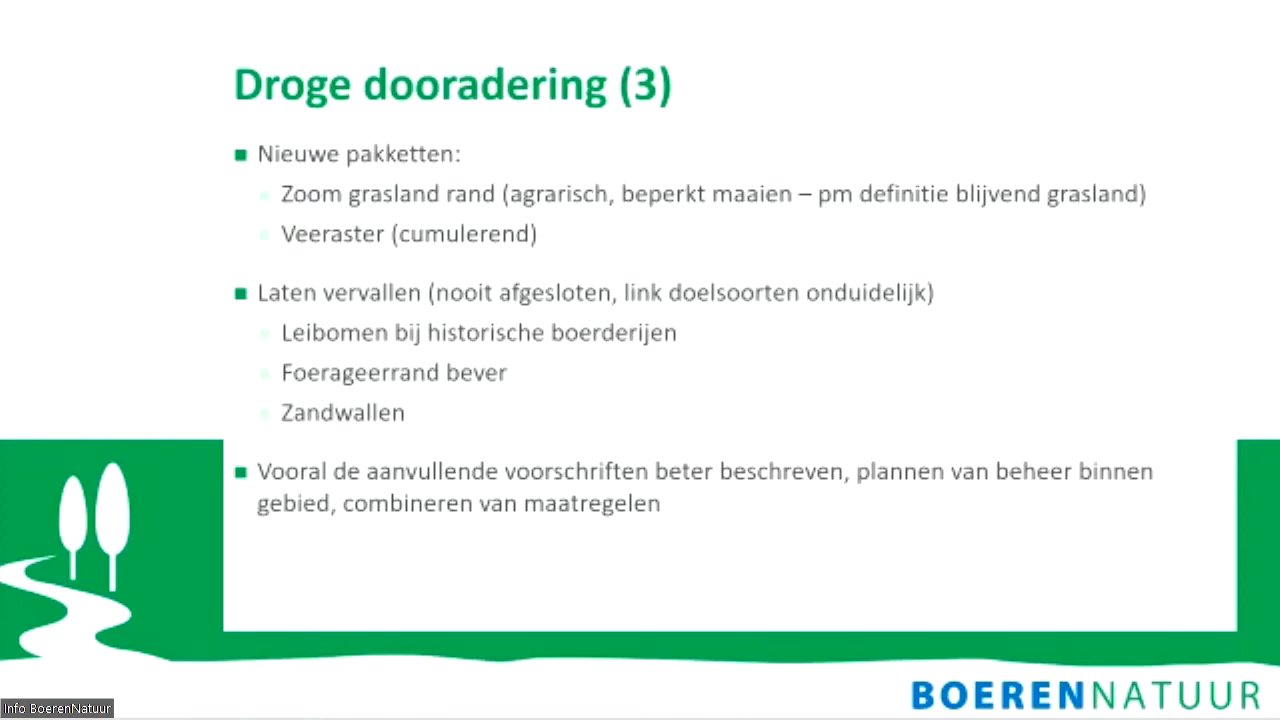 Droge dooradering (3)
Nieuwe pakketten:
Zoom grasland rand (agrarisch, beperkt maaien – pm definitie blijvend grasland)
Veeraster (cumulerend)
Laten vervallen (nooit afgesloten, link doelsoorten onduidelijk)
Leibomen bij historische boerderijen
Foerageerrand bever
Zandwallen
Vooral de aanvullende voorschriften beter beschreven, plannen van beheer binnen
gebied, combineren van maatregelen
BOERENNATUUR
Info BoerenNatuur